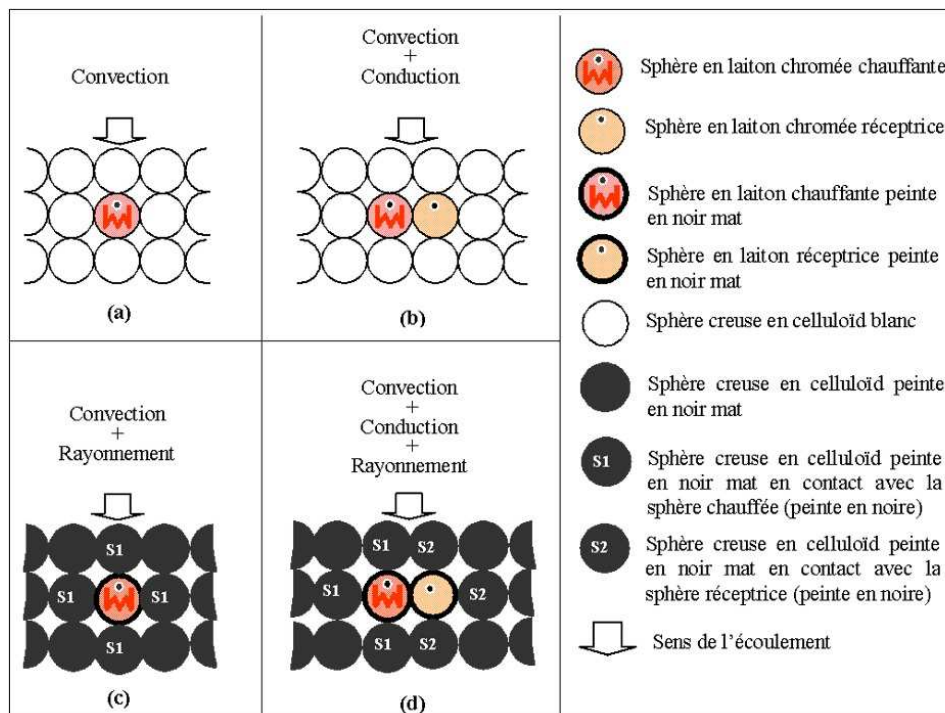 Convection
(a)
Convection
+
Conduction
(b)
Convection
+
Rayonnement
S1
S1
S1
S1
(c)
Convection
+
Conduction
+
Rayonnement
S1
S2
S1
S2
S1
S2
(d)
Sphère en laiton chromée chauffante
Sphère en laiton chromée réceptrice
Sphère en laiton chauffante peinte
en noir mat
Sphère en laiton réceptrice peinte
en noir mat
Sphère creuse en celluloïd blanc
Sphère creuse en celluloïd peinte
en noir mat
S1
Sphère creuse en celluloïd peinte
en noir mat en contact avec la
sphère chauffée (peinte en noire)
S2
Sphère creuse en celluloïd peinte
en noir mat en contact avec la
sphère réceptrice (peinte en noire)
Sens de l'écoulement